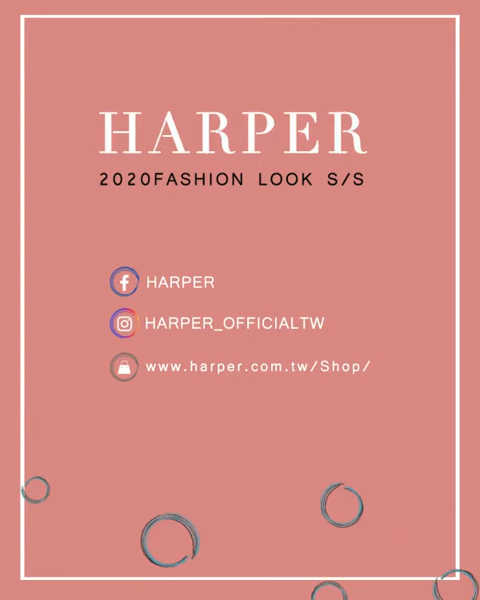 HARPER
2020FASHION LOOK S/S
HARPER
HARPER_OFFICIALTW
www.harper.com.tw/Shop/